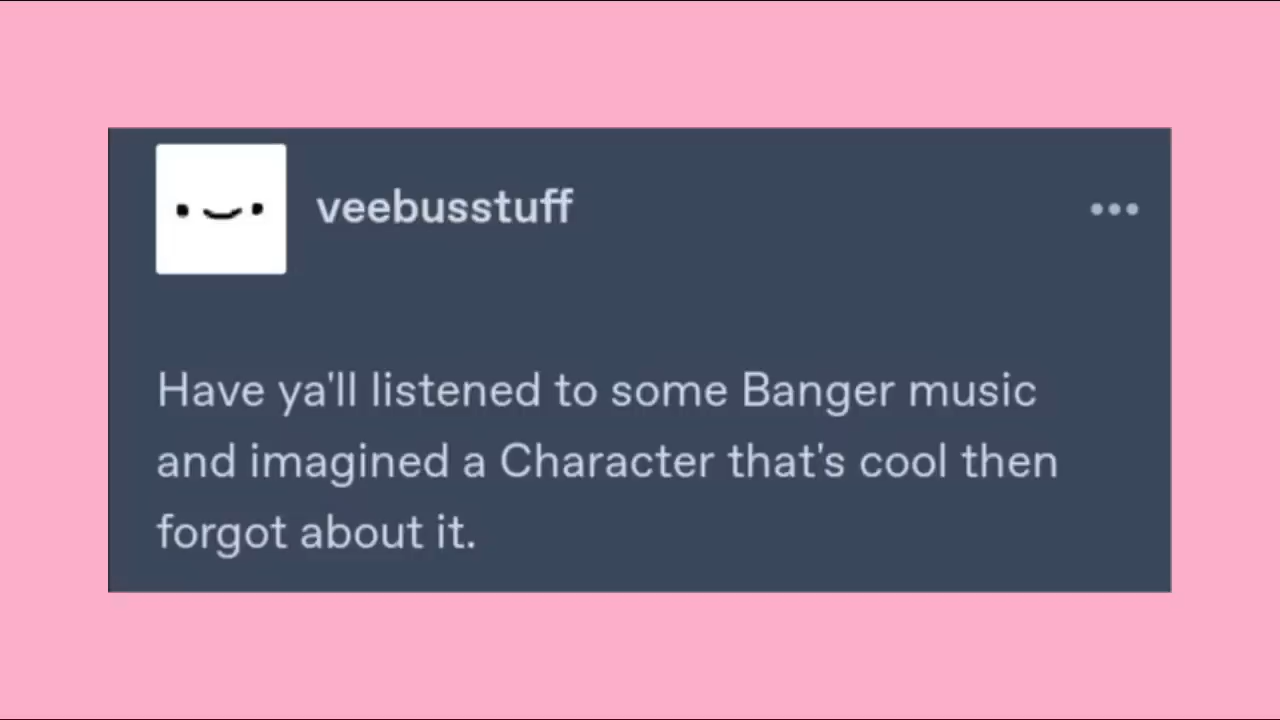 veebusstuff
Have ya'll listened to some Banger music
and imagined a Character that's cool then
forgot about it.